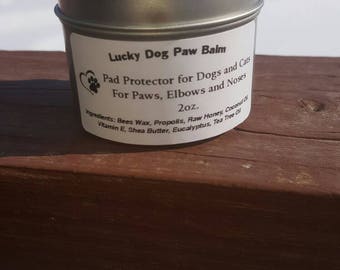 Lucky Dog Paw Balm
Pad Protector for Dogs and Cats
For Paws, Elbows and Noses
2oz.
Ingredients: Bees Wax, Propolis, Raw Honey, Coconut Oil,
Vitamin E, Shea Butter, Eucalyptus, Tea Tree Oil